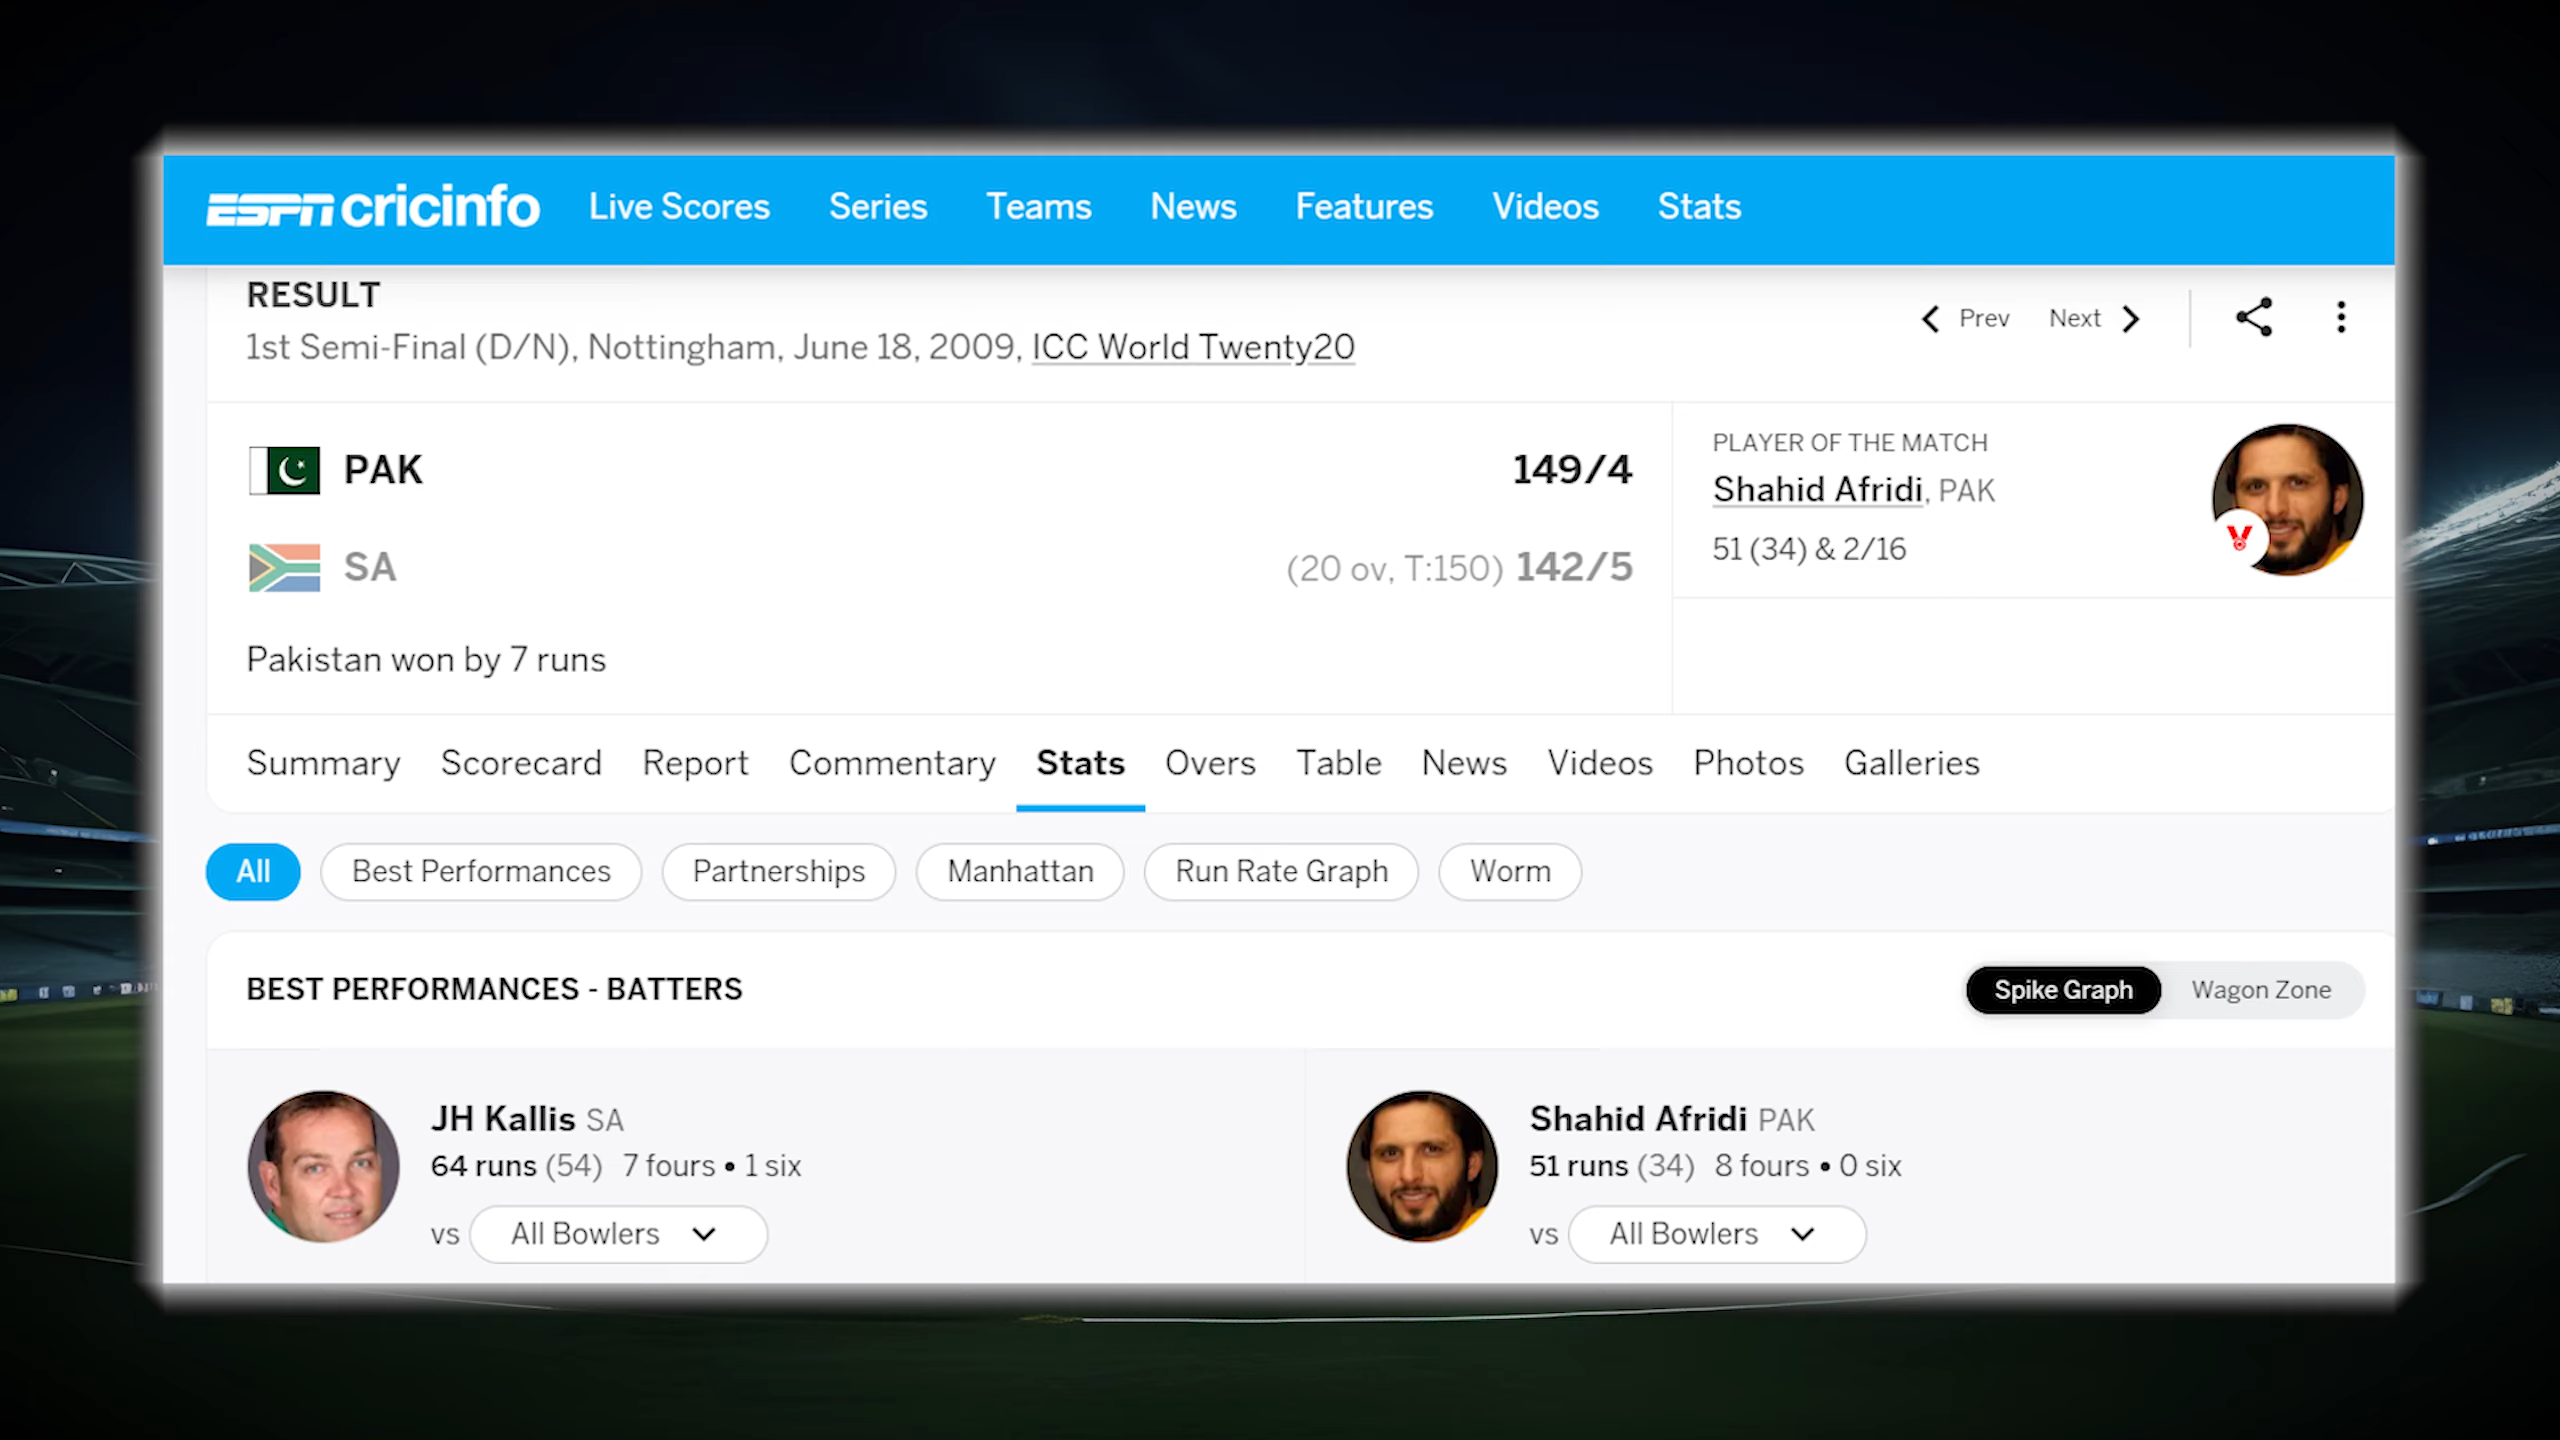 ESPN cricinfo Live Scores Series Teams News Features Videos Stats
RESULT
1st Semi-Final (D/N), Nottingham, June 18, 2009, ICC World Twenty20
Prev Next
PAK 149/4
SA (20 ov, T:150) 142/5
Pakistan won by 7 runs
PLAYER OF THE MATCH
Shahid Afridi, PAK
51 (34) & 2/16
Summary Scorecard Report Commentary Stats Overs Table News Videos Photos Galleries
All Best Performances Partnerships Manhattan Run Rate Graph Worm
BEST PERFORMANCES - BATTERS
Spike Graph Wagon Zone
JH Kallis SA
64 runs (54) 7 fours • 1 six
vs All Bowlers
Shahid Afridi PAK
51 runs (34) 8 fours • 0 six
vs All Bowlers